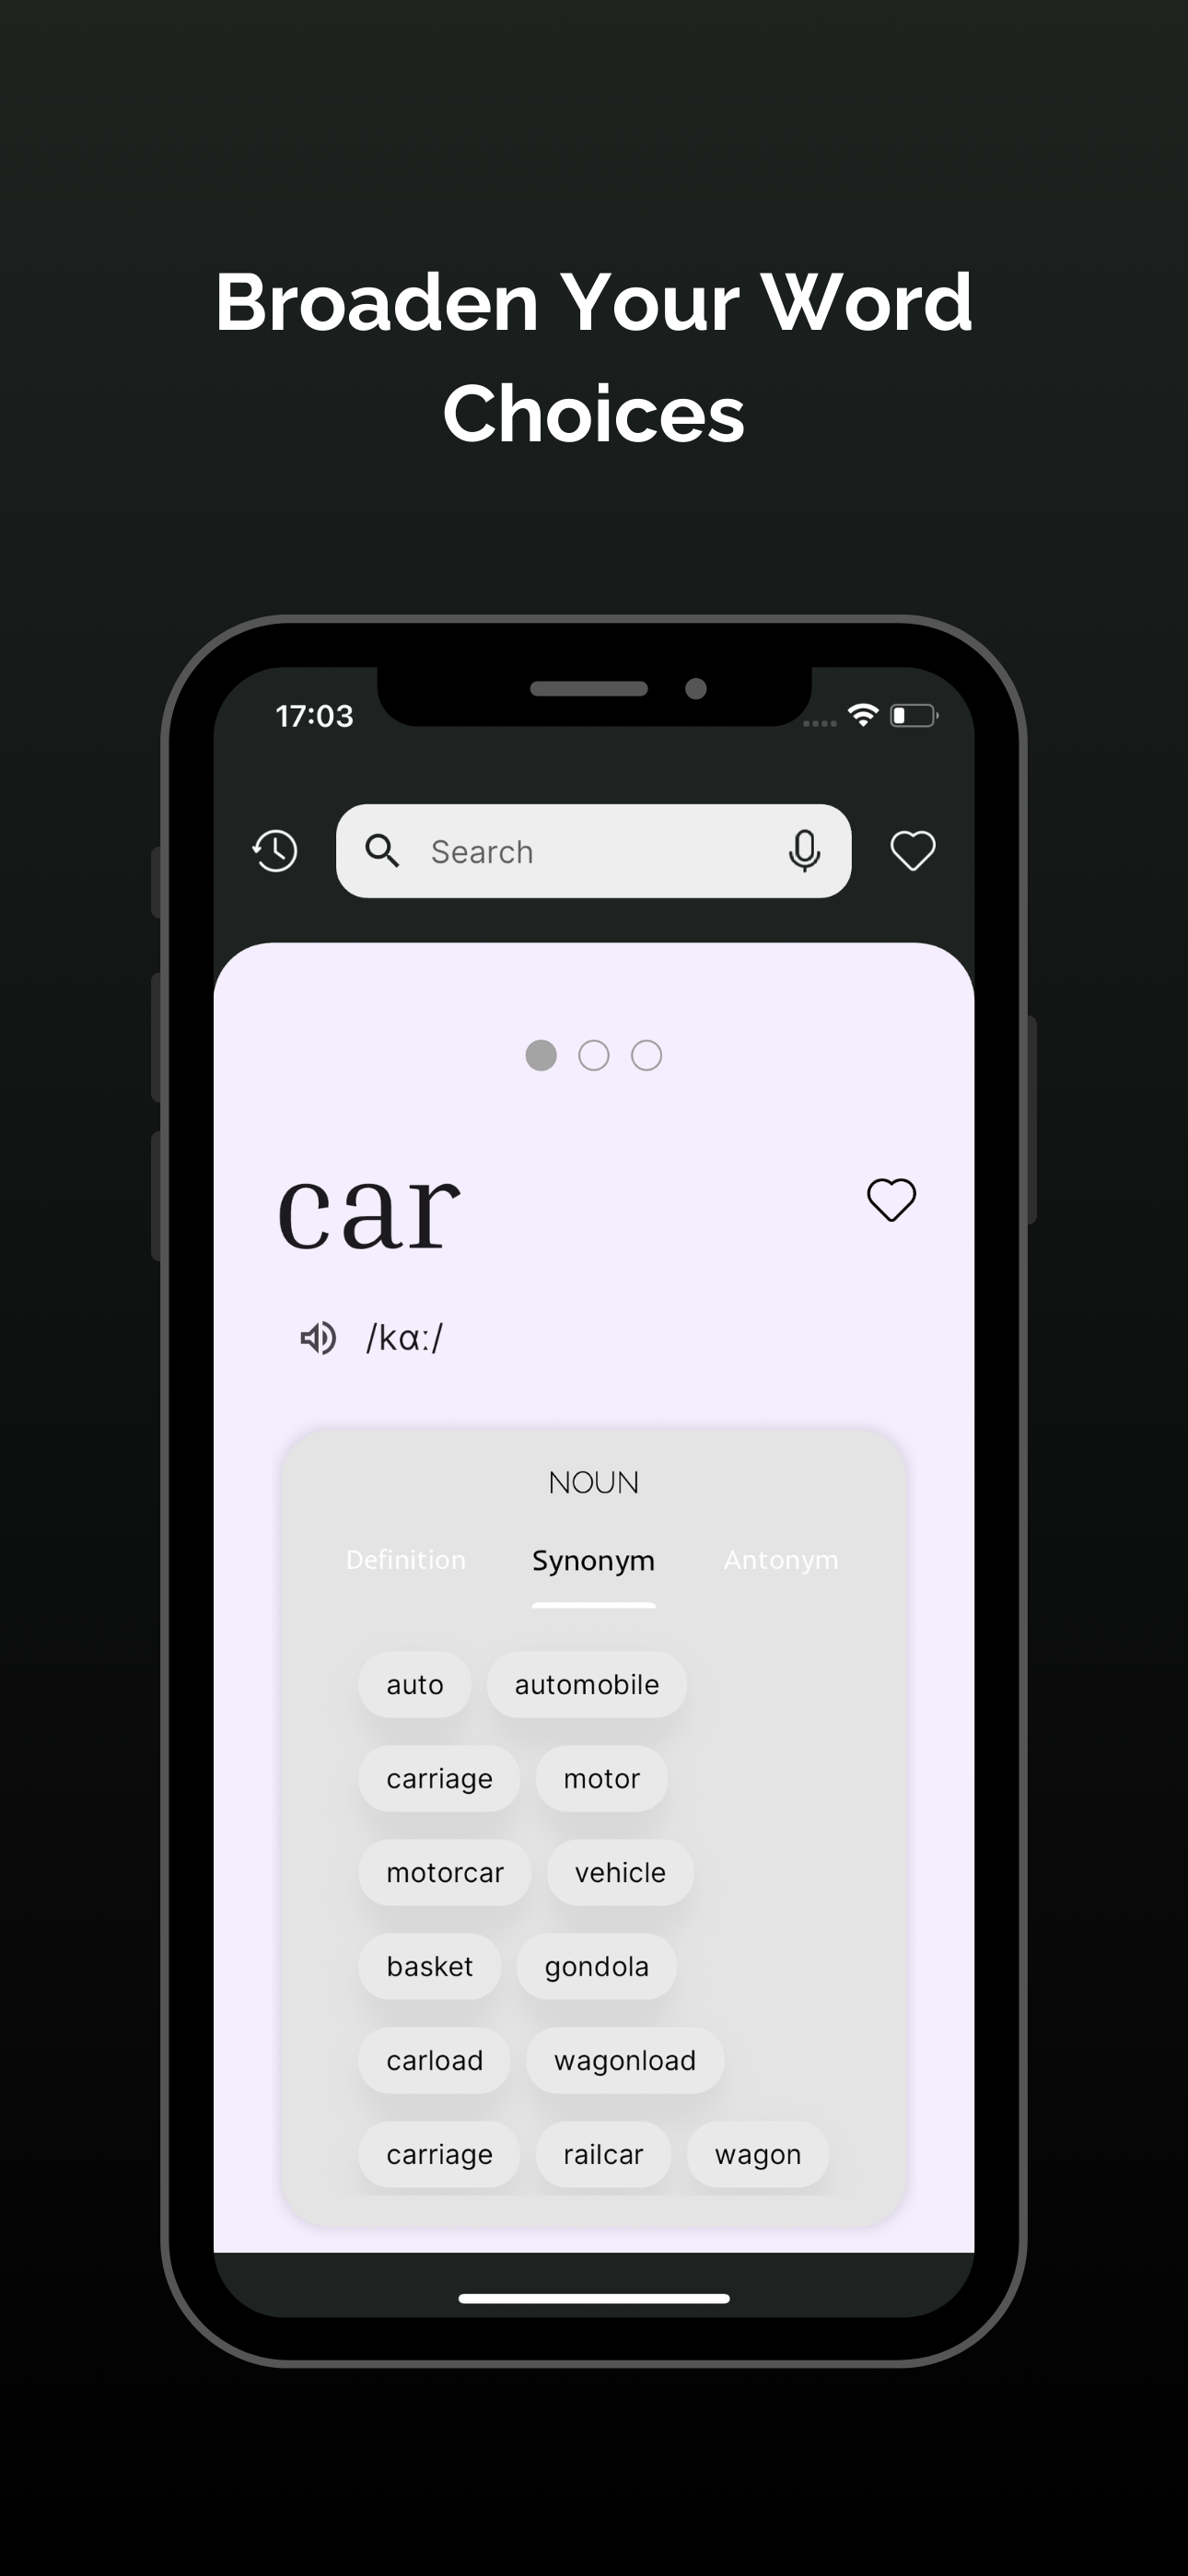 Broaden Your Word
Choices
17:03
Search
car
/kɑː/
NOUN
Definition Synonym Antonym
auto automobile
carriage motor
motorcar vehicle
basket gondola
carload wagonload
carriage railcar wagon